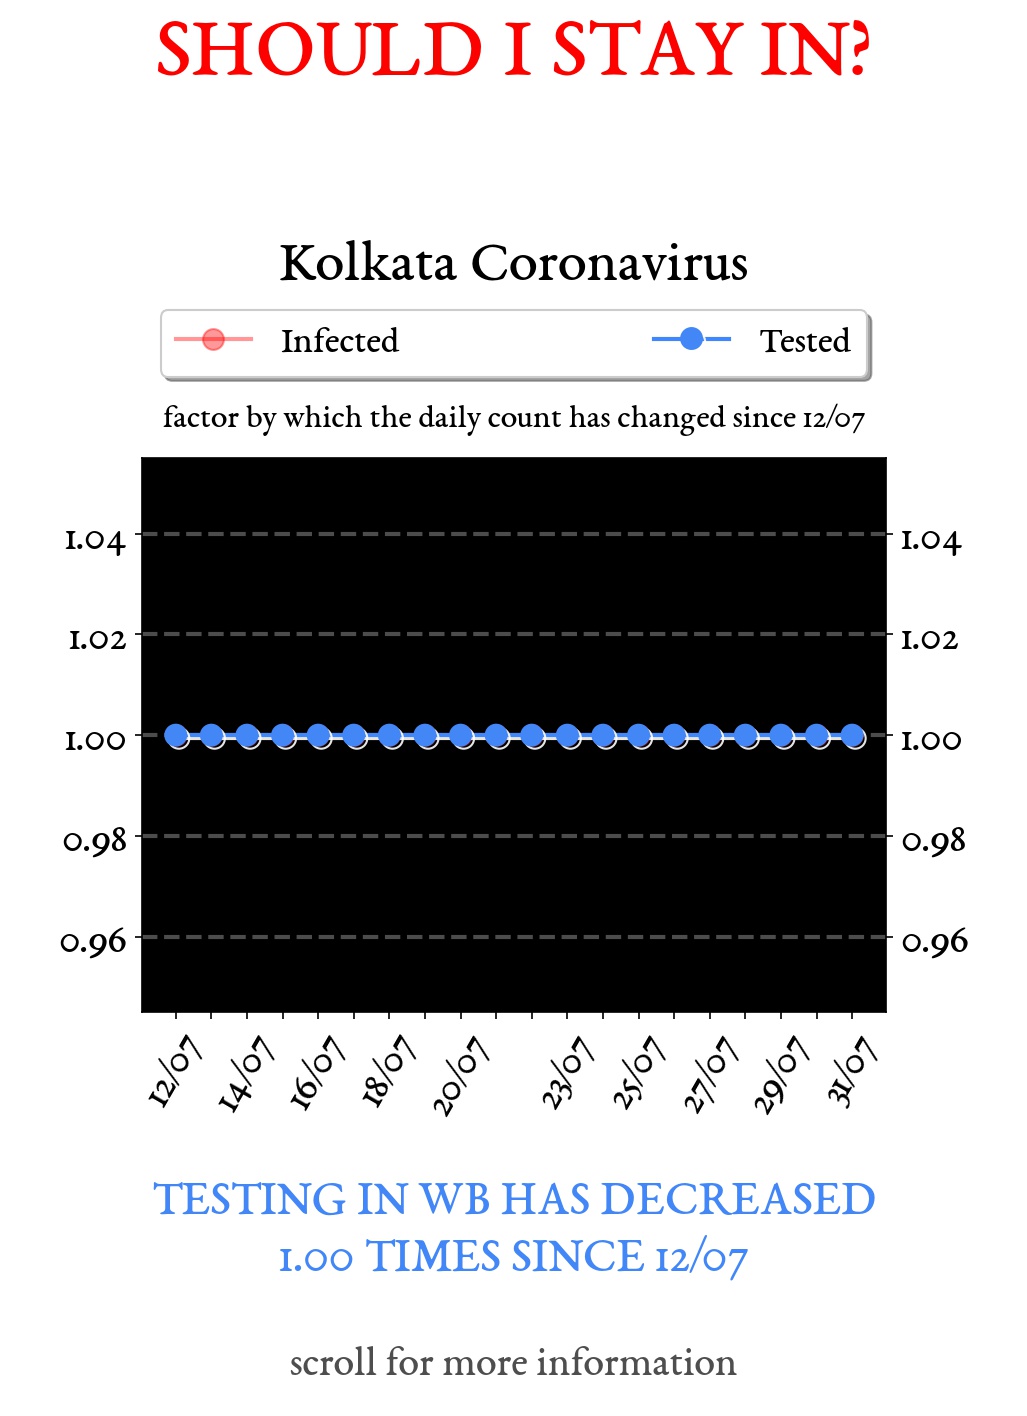 SHOULD I STAY IN?
Kolkata Coronavirus
Infected Tested
factor by which the daily count has changed since 12/07
1.04 1.04
1.02 1.02
1.00 1.00
0.98 0.98
0.96 0.96
12/07 14/07 16/07 18/07 20/07 23/07 25/07 27/07 29/07 31/07
TESTING IN WB HAS DECREASED
1.00 TIMES SINCE 12/07
scroll for more information